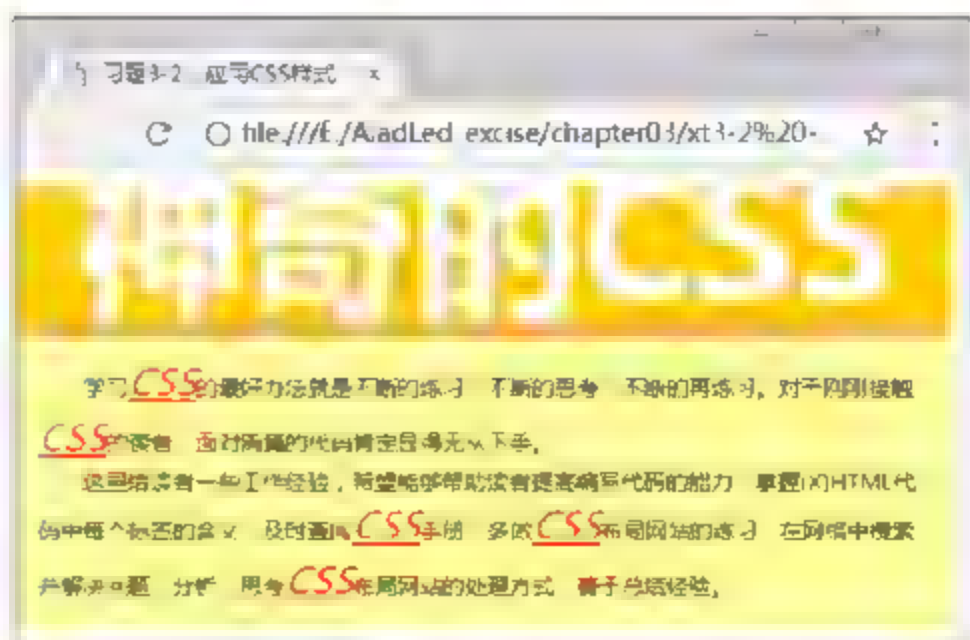 习题3-2 应用CSS样式 ×
file:///E:/ chapter03/xt3-2%20-
神奇的CSS
学习CSS的最好办法就是不断的练习 不断的思考 不断的再练习，对于刚刚接触
CSS的读者 面对满篇的代码肯定显得无从下手。
这里给读者一些工作经验，希望能够帮助读者提高编写代码的能力 掌握HTML代
码中每个标签的含义 及时查阅CSS手册 多做CSS布局网站的练习 在网络中搜索
并解决问题 分析 思考CSS布局网站的处理方式 善于总结经验。